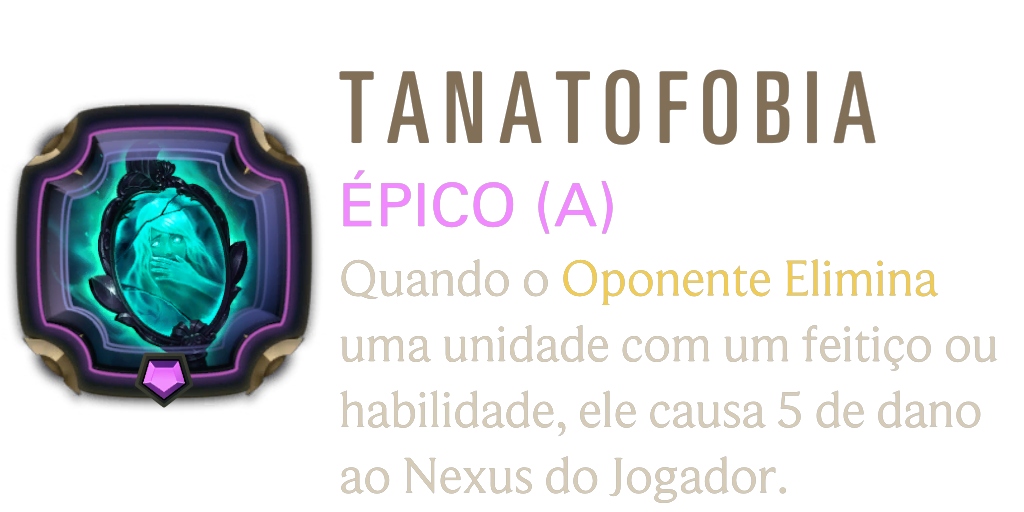 TANATOFOBIA
ÉPICO (A)
Quando o Oponente Elimina
uma unidade com um feitiço ou
habilidade, ele causa 5 de dano
ao Nexus do Jogador.